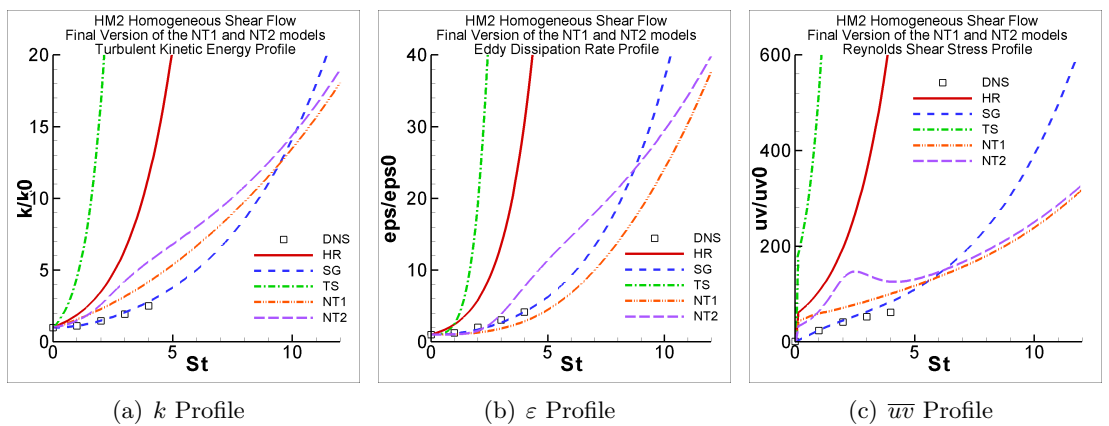 HM2 Homogeneous Shear Flow
Final Version of the NT1 and NT2 models
Turbulent Kinetic Energy Profile
20
15
10
5
0
k/k0
0
5
10
St
DNS
HR
SG
TS
NT1
NT2
(a) k Profile
HM2 Homogeneous Shear Flow
Final Version of the NT1 and NT2 models
Eddy Dissipation Rate Profile
40
30
20
10
0
eps/eps0
0
5
10
St
DNS
HR
SG
TS
NT1
NT2
(b) ε Profile
HM2 Homogeneous Shear Flow
Final Version of the NT1 and NT2 models
Reynolds Shear Stress Profile
600
400
200
0
uv/uv0
0
5
10
St
DNS
HR
SG
TS
NT1
NT2
(c) u̅v̅ Profile